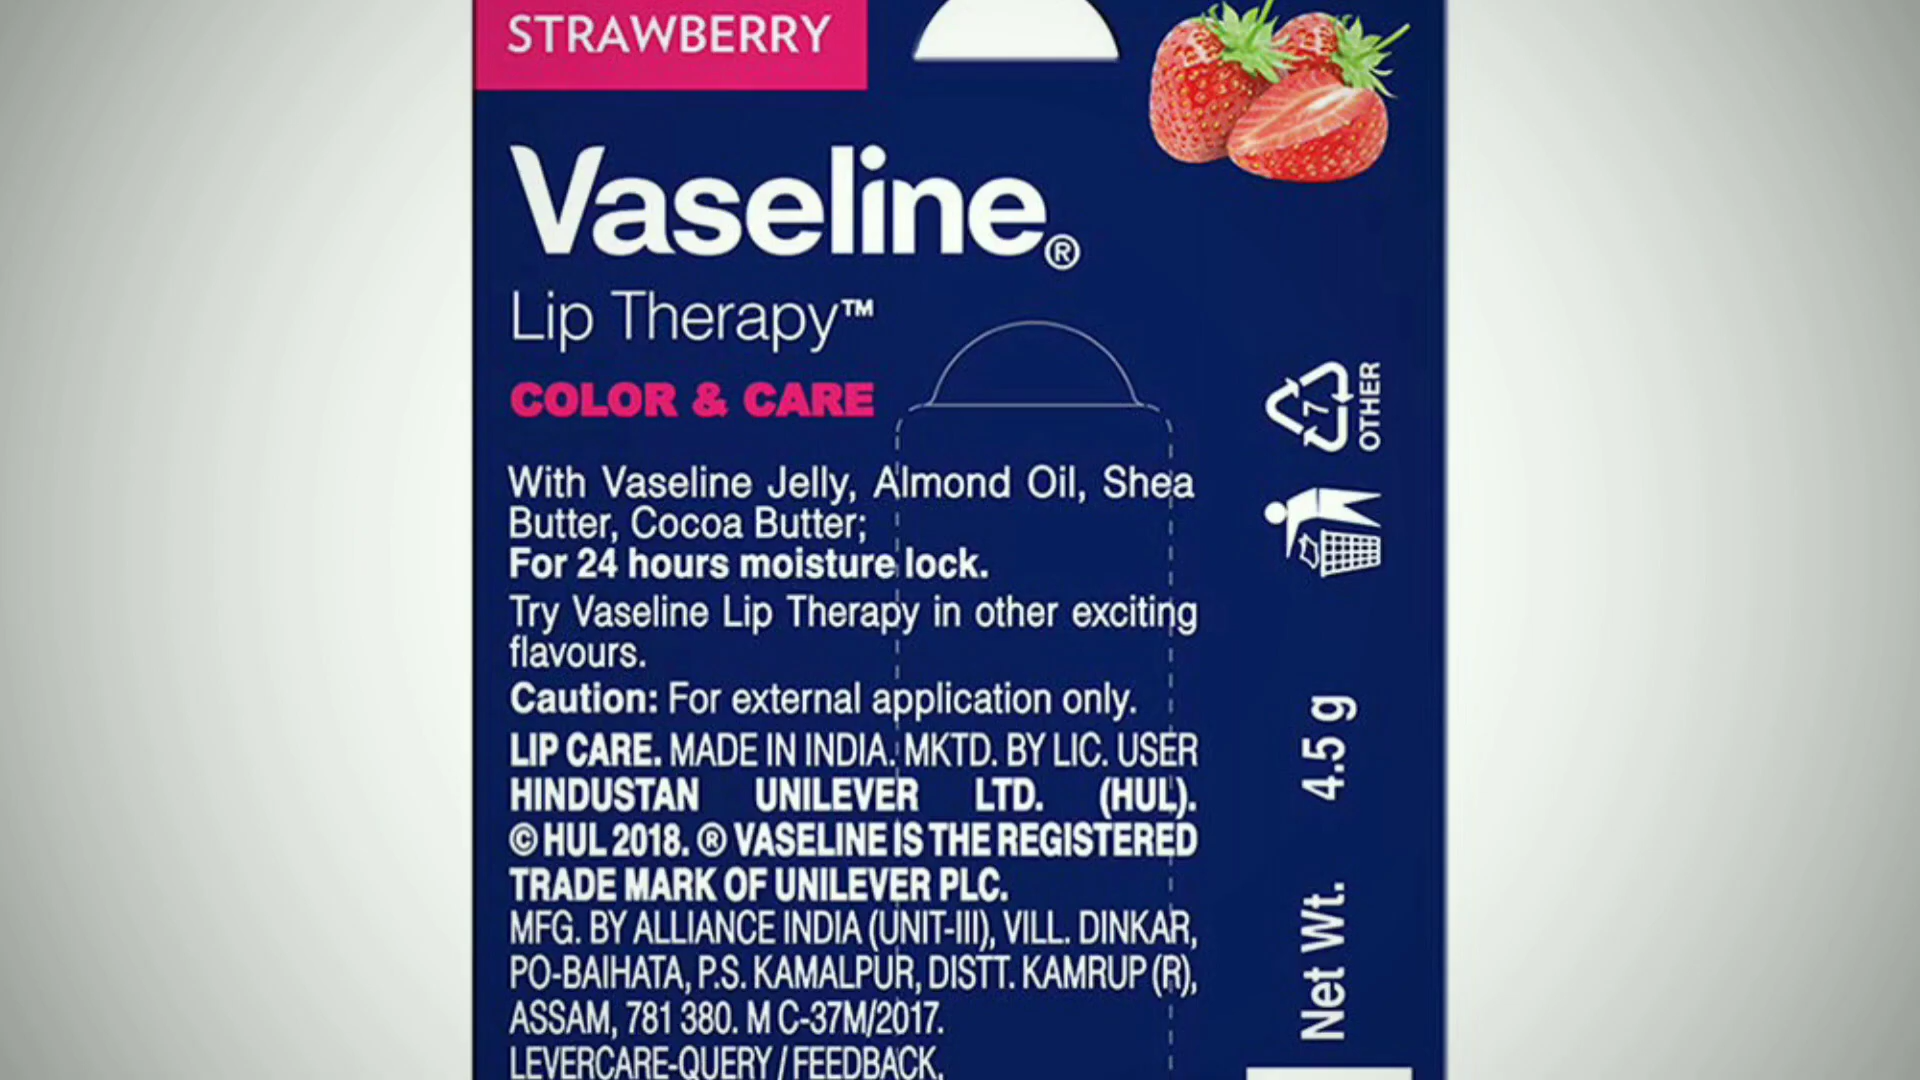 STRAWBERRY
Vaseline®
Lip Therapy™
COLOR & CARE
With Vaseline Jelly, Almond Oil, Shea
Butter, Cocoa Butter;
For 24 hours moisture lock.
Try Vaseline Lip Therapy in other exciting
flavours.
Caution: For external application only.
LIP CARE. MADE IN INDIA. MKTD. BY LIC. USER
HINDUSTAN UNILEVER LTD. (HUL).
© HUL 2018. ® VASELINE IS THE REGISTERED
TRADE MARK OF UNILEVER PLC.
MFG. BY ALLIANCE INDIA (UNIT-III), VILL. DINKAR,
PO-BAIHATA, P.S. KAMALPUR, DISTT. KAMRUP (R),
ASSAM, 781 380. M C-37M/2017.
LEVERCARE-QUERY / FEEDBACK,
7
OTHER
Net Wt. 4.5 g